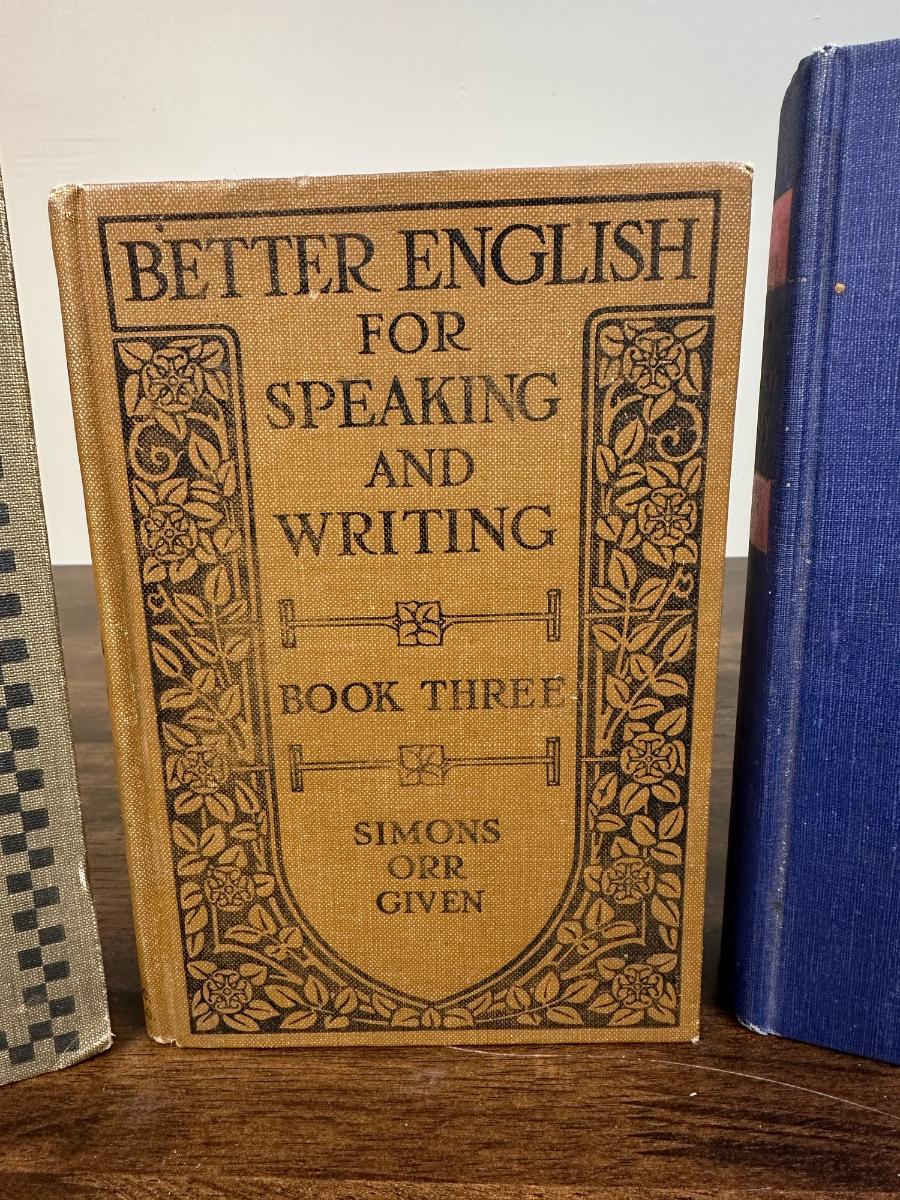 BETTER ENGLISH
FOR
SPEAKING
AND
WRITING
BOOK THREE
SIMONS
ORR
GIVEN